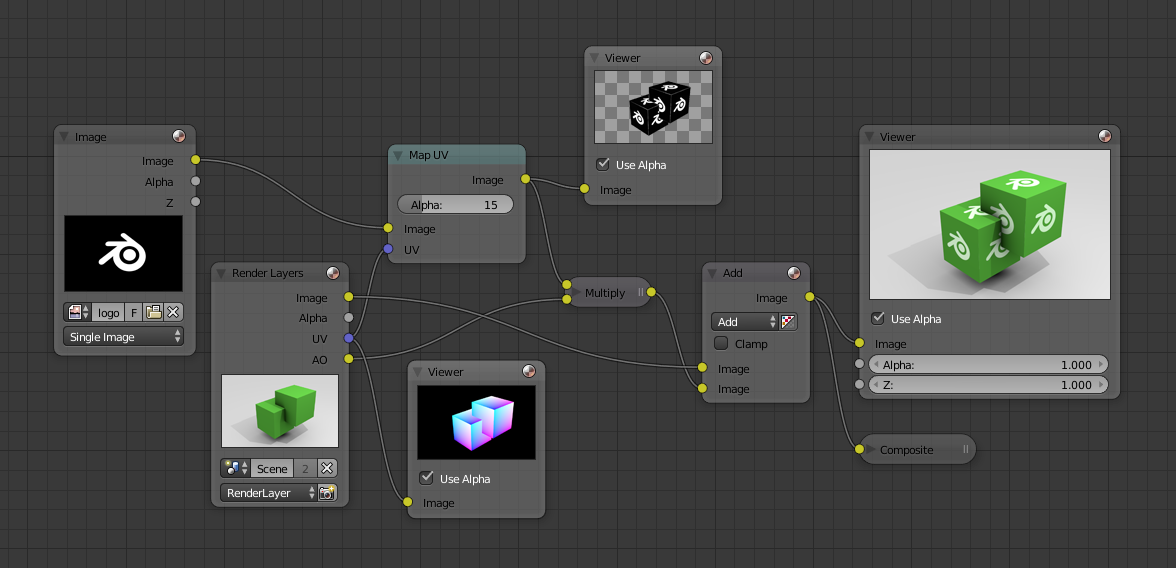 Image
Image
Alpha
Z
logo
F
Single Image
Render Layers
Image
Alpha
UV
AO
Scene
2
RenderLayer
Map UV
Image
Alpha: 15
Image
UV
Viewer
Use Alpha
Image
Viewer
Use Alpha
Image
Multiply
Add
Image
Add
Clamp
Image
Image
Viewer
Use Alpha
Image
Alpha: 1.000
Z: 1.000
Composite